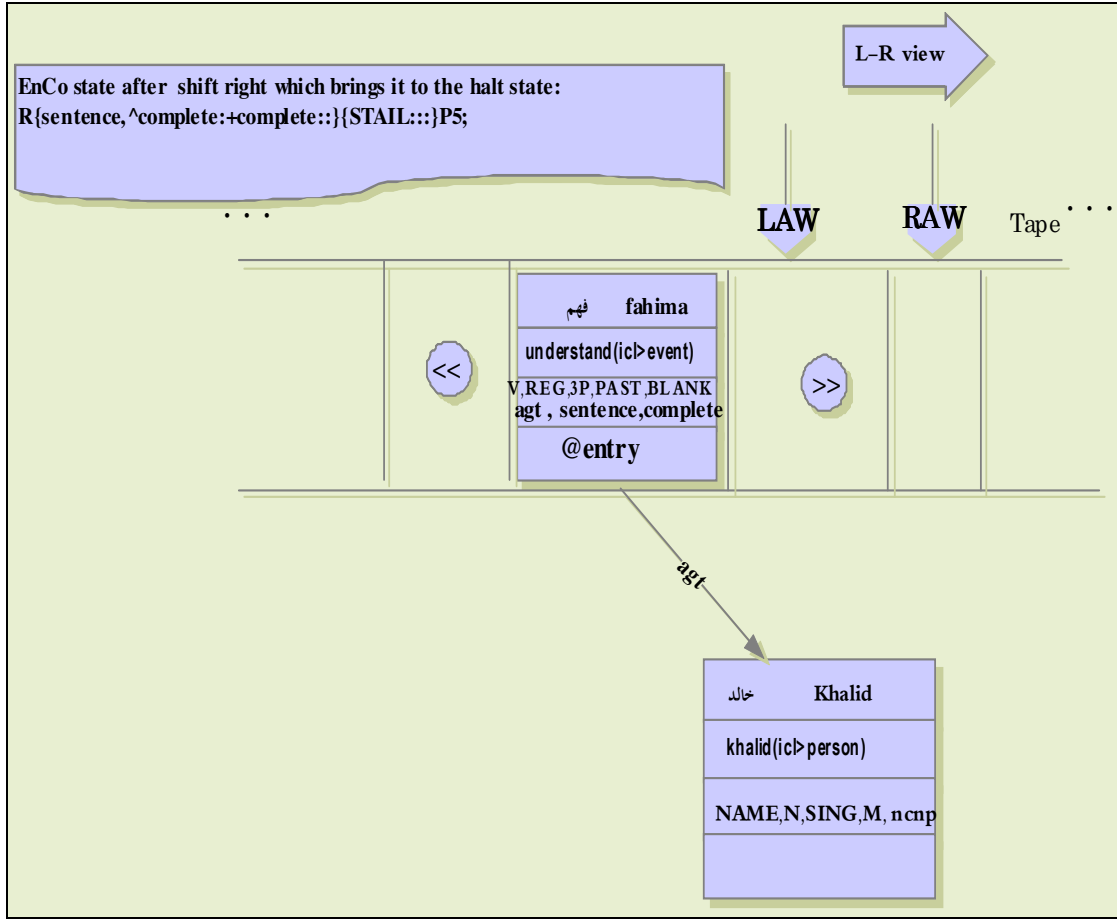 L-R view
EnCo state after shift right which brings it to the halt state:
R{sentence,^complete:+complete::}{STAIL:::}P5;
. . .
LAW
RAW
Tape
. . .
فهم fahima
understand(icl>event)
<<
>>
V,REG,3P,PAST,BLANK
agt , sentence,complete
@entry
agt
خالد Khalid
khalid(icl>person)
NAME,N,SING,M, ncnp